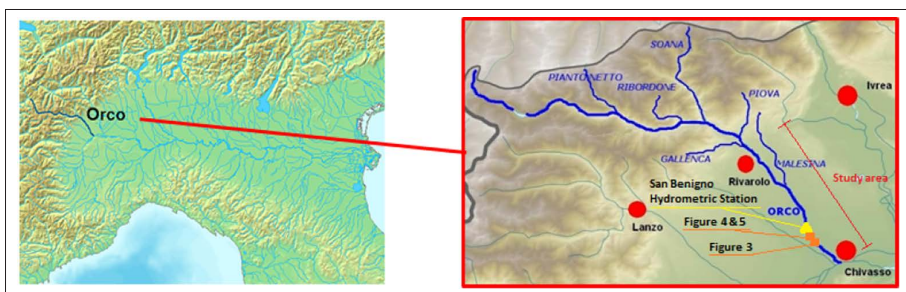 Orco
SOANA
PIANTONETTO
RIBORDONE
PIOVA
Ivrea
GALLENCA
MALESINA
Rivarolo
Study area
San Benigno
Hydrometric Station
ORCO
Lanzo
Figure 4 & 5
Figure 3
Chivasso